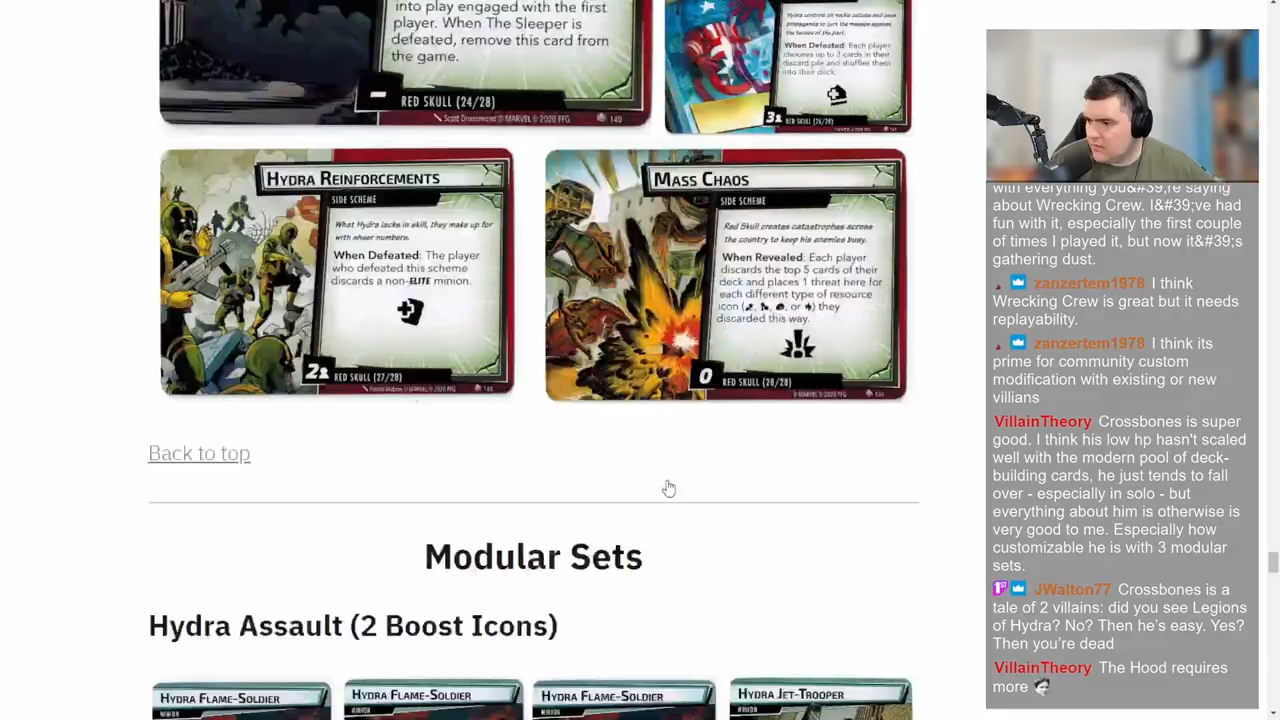 into play engaged with the first
player. When The Sleeper is
defeated, remove this card from
the game.
RED SKULL (24/28)
MARVEL © 2020 FFG
140
When Defeated: Each player
chooses up to 3 cards in their
discard pile and shuffles them
into their deck.
HYDRA REINFORCEMENTS
SIDE SCHEME
What Hydra lacks in skill, they make up for
with sheer numbers.
When Defeated: The player
who defeated this scheme
discards a non-ELITE minion.
RED SKULL (27/28)
MASS CHAOS
SIDE SCHEME
Red Skull creates catastrophes across
the country to keep his enemies busy.
When Revealed: Each player
discards the top 5 cards of their
deck and places 1 threat here for
each different type of resource
icon ( , , , or ) they
discarded this way.
0
RED SKULL (28/28)
Back to top
Modular Sets
Hydra Assault (2 Boost Icons)
HYDRA FLAME-SOLDIER
MINION
HYDRA FLAME-SOLDIER
MINION
HYDRA FLAME-SOLDIER
MINION
HYDRA JET-TROOPER
MINION
with everything you&#39;re saying
about Wrecking Crew. I&#39;ve had
fun with it, especially the first couple
of times I played it, but now it&#39;s
gathering dust.
zanzertem1978 I think
Wrecking Crew is great but it needs
replayability.
zanzertem1978 I think its
prime for community custom
modification with existing or new
villians
VillainTheory Crossbones is super
good. I think his low hp hasn't scaled
well with the modern pool of deck-
building cards, he just tends to fall
over - especially in solo - but
everything about him is otherwise is
very good to me. Especially how
customizable he is with 3 modular
sets.
JWalton77 Crossbones is a
tale of 2 villains: did you see Legions
of Hydra? No? Then he's easy. Yes?
Then you're dead
VillainTheory The Hood requires
more